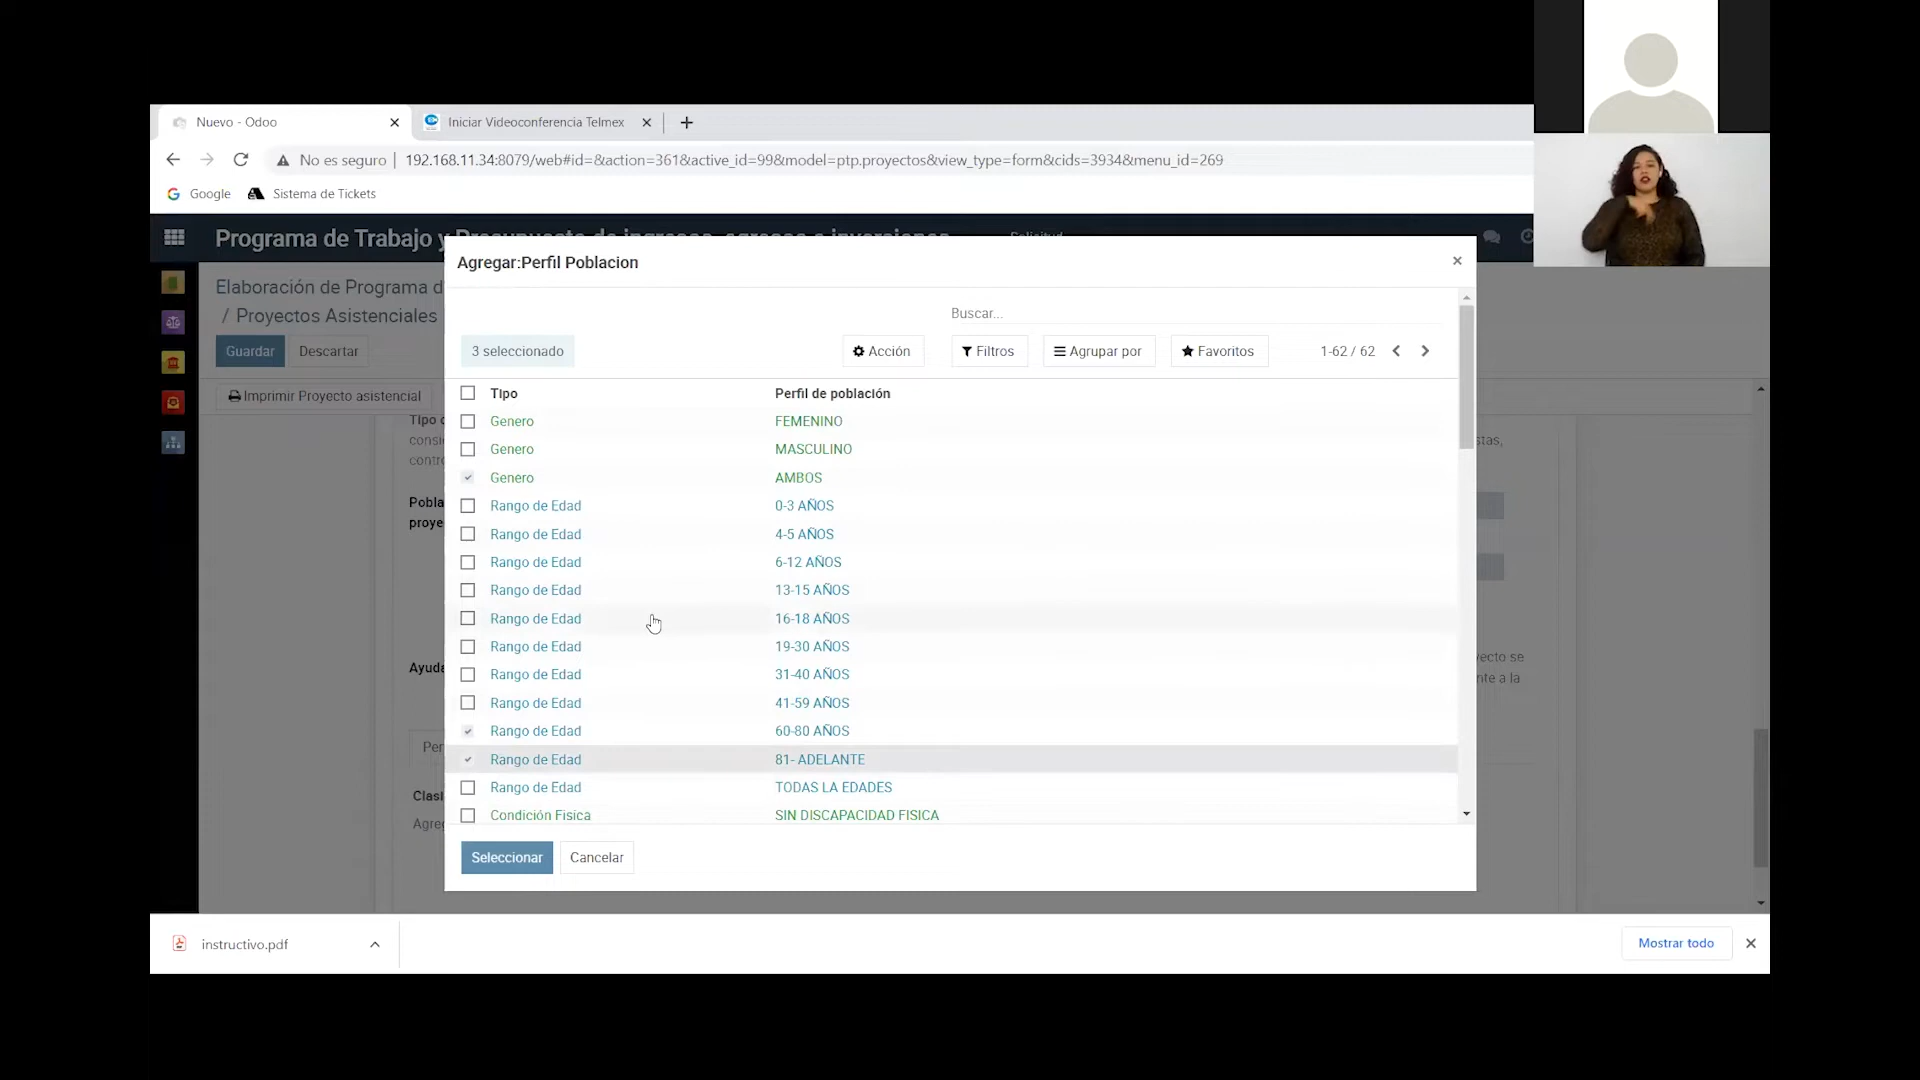 Nuevo - Odoo
Iniciar Videoconferencia Telmex
No es seguro
192.168.11.34:8079/web#id=&action=361&active_id=99&model=ptp.proyectos&view_type=form&cids=3934&menu_id=269
Google
Sistema de Tickets
Programa de Trabajo y Presupuesto de ingresos, egresos e inversiones
Solicitud
Elaboración de Programa d
/ Proyectos Asistenciales
Guardar
Descartar
Imprimir Proyecto asistencial
Tipo
consi
contro
Pobla
proye
Ayuda
Per
Clasi
Agre
stas,
yecto se
nte a la
Agregar:Perfil Poblacion
×
Buscar...
3 seleccionado
Acción
Filtros
Agrupar por
Favoritos
1-62 / 62
Tipo Perfil de población
Genero FEMENINO
Genero MASCULINO
Genero AMBOS
Rango de Edad 0-3 AÑOS
Rango de Edad 4-5 AÑOS
Rango de Edad 6-12 AÑOS
Rango de Edad 13-15 AÑOS
Rango de Edad 16-18 AÑOS
Rango de Edad 19-30 AÑOS
Rango de Edad 31-40 AÑOS
Rango de Edad 41-59 AÑOS
Rango de Edad 60-80 AÑOS
Rango de Edad 81- ADELANTE
Rango de Edad TODAS LA EDADES
Condición Fisica SIN DISCAPACIDAD FISICA
Seleccionar
Cancelar
instructivo.pdf
Mostrar todo